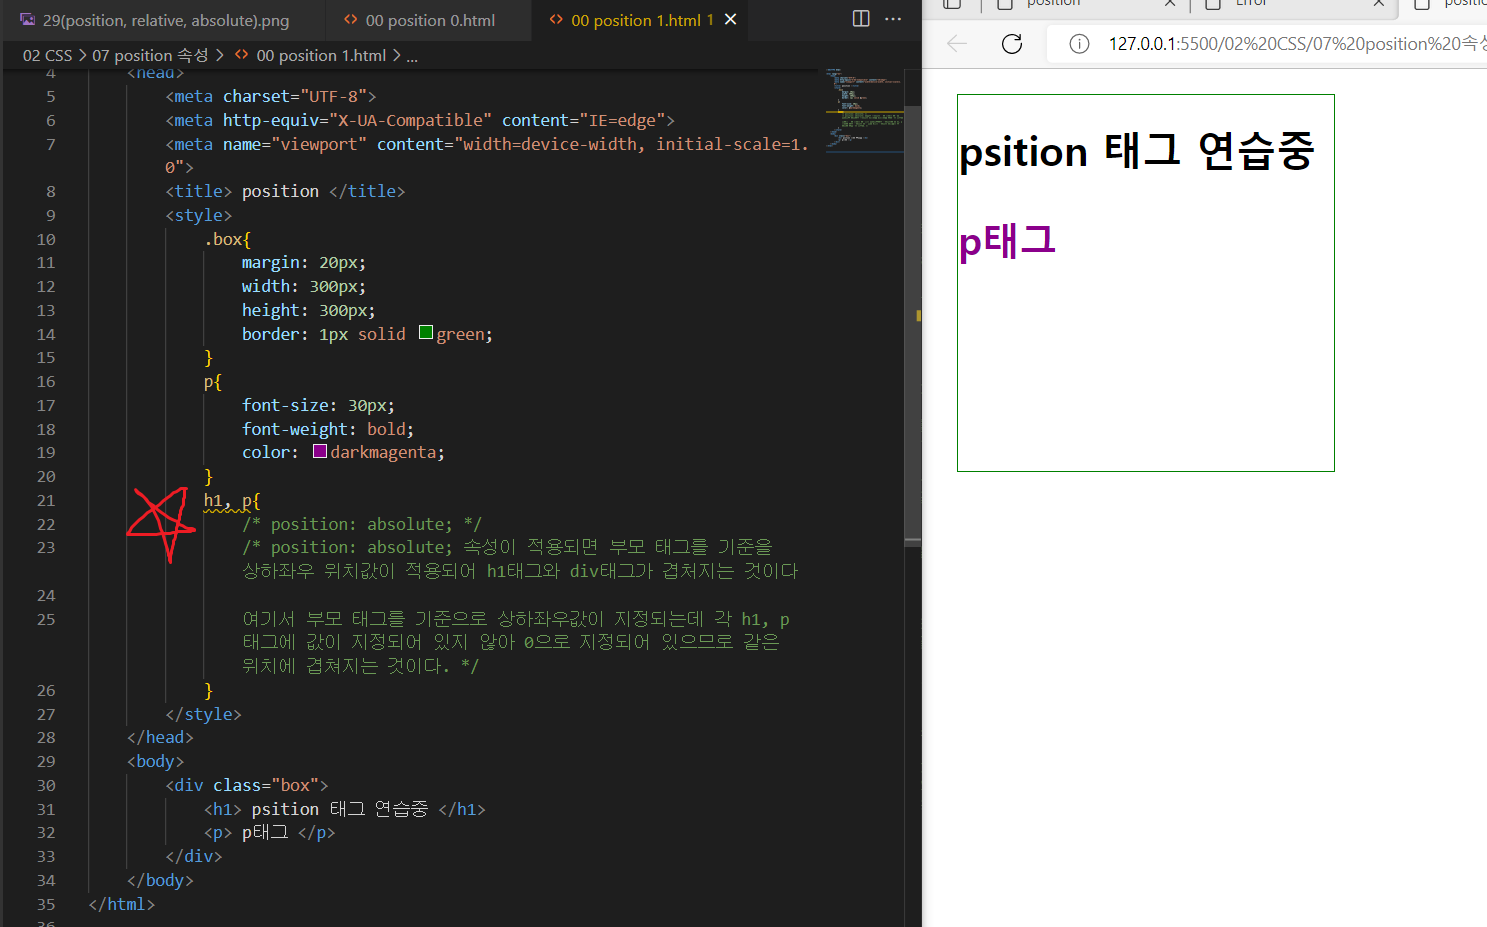 29(position, relative, absolute).png
00 position 0.html
00 position 1.html 1
02 CSS > 07 position 속성 > 00 position 1.html > ...
4 <head>
5 <meta charset="UTF-8">
6 <meta http-equiv="X-UA-Compatible" content="IE=edge">
7 <meta name="viewport" content="width=device-width, initial-scale=1.
0">
8 <title> position </title>
9 <style>
10 .box{
11 margin: 20px;
12 width: 300px;
13 height: 300px;
14 border: 1px solid green;
15 }
16 p{
17 font-size: 30px;
18 font-weight: bold;
19 color: darkmagenta;
20 }
21 h1, p{
22 /* position: absolute; */
23 /* position: absolute; 속성이 적용되면 부모 태그를 기준을
상하좌우 위치값이 적용되어 h1태그와 div태그가 겹처지는 것이다
24
25 여기서 부모 태그를 기준으로 상하좌우값이 지정되는데 각 h1, p
태그에 값이 지정되어 있지 않아 0으로 지정되어 있으므로 같은
위치에 겹쳐지는 것이다. */
26 }
27 </style>
28 </head>
29 <body>
30 <div class="box">
31 <h1> psition 태그 연습중 </h1>
32 <p> p태그 </p>
33 </div>
34 </body>
35 </html>
36
position
Error
127.0.0.1:5500/02%20CSS/07%20position%20속성
psition 태그 연습중
p태그